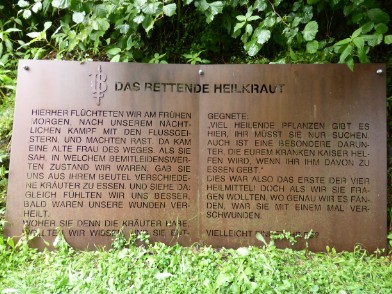 DAS RETTENDE HEILKRAUT
HIERHER FLÜCHTETEN WIR AM FRÜHEN
MORGEN, NACH UNSEREM NÄCHT-
LICHEN KAMPF MIT DEN FLUSSGEI-
STERN, UND MACHTEN RAST. DA KAM
EINE ALTE FRAU DES WEGES. ALS SIE
SAH, IN WELCHEM BEMITLEIDENSWER-
TEN ZUSTAND WIR WAREN, GAB SIE
UNS AUS IHREM BEUTEL VERSCHIEDE-
NE KRÄUTER ZU ESSEN. UND SIEHE DA:
GLEICH FÜHLTEN WIR UNS BESSER,
BALD WAREN UNSERE WUNDEN VER-
HEILT.
WOHER SIE DENN DIE KRÄUTER HABE,
WOLLTEN WIR WISSEN. UND SIE ENT-
GEGNETE:
„VIEL HEILENDE PFLANZEN GIBT ES
HIER, IHR MÜSST SIE NUR SUCHEN.
AUCH IST EINE BESONDERE DARUN-
TER, DIE EUREM KRANKEN KAISER HEL-
FEN WIRD, WENN IHR IHM DAVON ZU
ESSEN GEBT."
DIES WAR ALSO DAS ERSTE DER VIER
HEILMITTEL! DOCH ALS WIR SIE FRA-
GEN WOLLTEN, WO GENAU WIR ES FÄN-
DEN, WAR SIE MIT EINEM MAL VER-
SCHWUNDEN.
VIELLEICHT